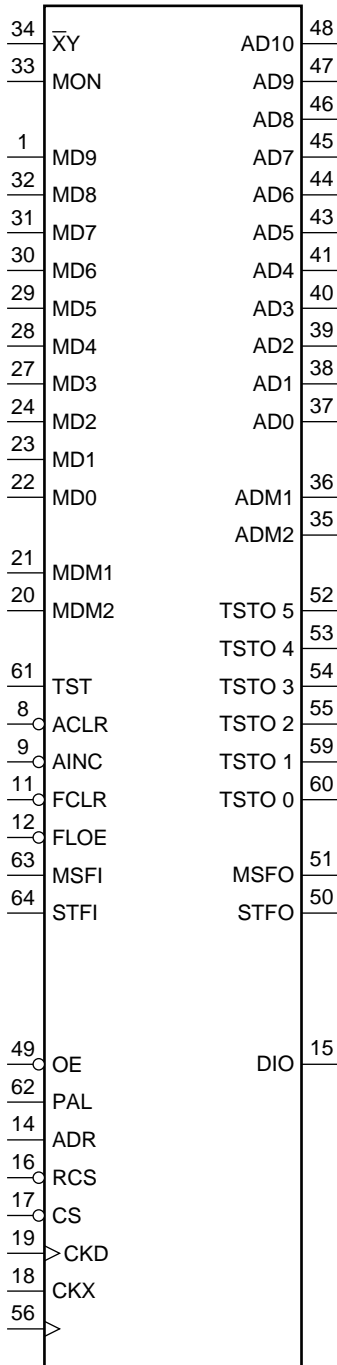 34 X̅Y AD10 48
33 MON AD9 47
AD8 46
1 MD9 AD7 45
32 MD8 AD6 44
31 MD7 AD5 43
30 MD6 AD4 41
29 MD5 AD3 40
28 MD4 AD2 39
27 MD3 AD1 38
24 MD2 AD0 37
23 MD1
22 MD0 ADM1 36
ADM2 35
21 MDM1
20 MDM2 TSTO 5 52
TSTO 4 53
61 TST TSTO 3 54
8 ACLR TSTO 2 55
9 AINC TSTO 1 59
11 FCLR TSTO 0 60
12 FLOE
63 MSFI MSFO 51
64 STFI STFO 50
49 OE DIO 15
62 PAL
14 ADR
16 RCS
17 CS
19 CKD
18 CKX
56